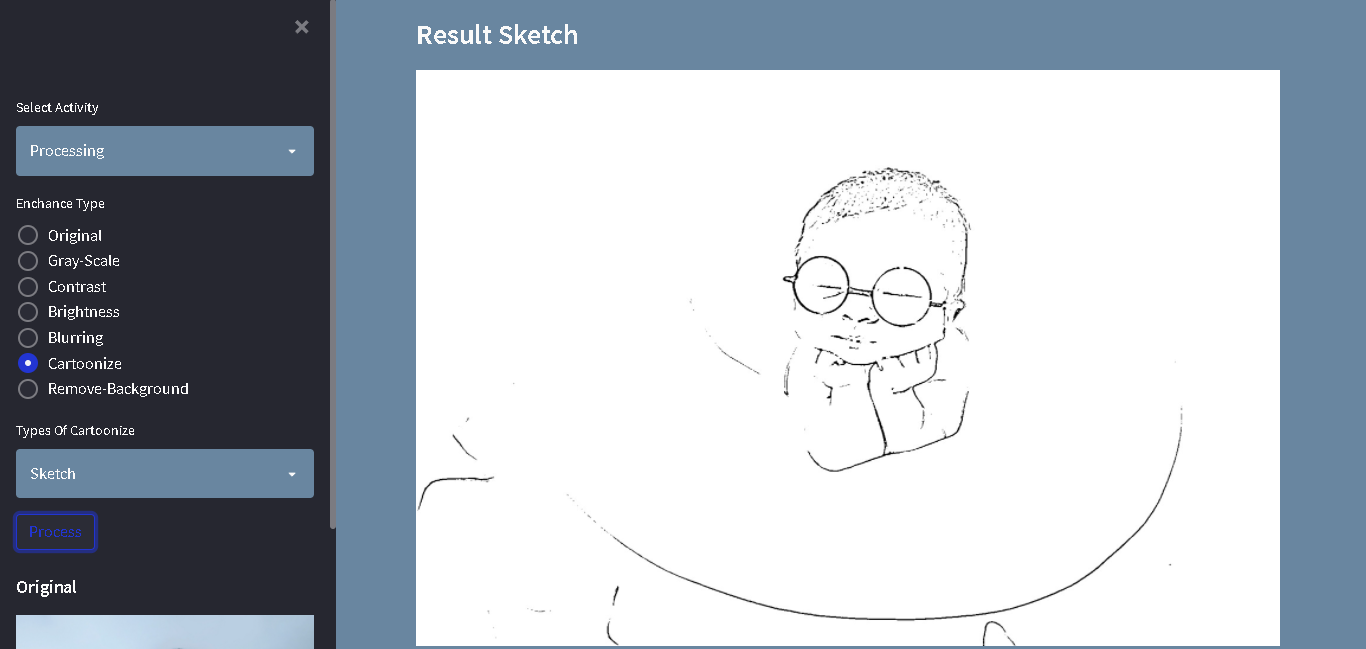 Result Sketch
Select Activity
Processing
Enchance Type
Original
Gray-Scale
Contrast
Brightness
Blurring
Cartoonize
Remove-Background
Types Of Cartoonize
Sketch
Process
Original